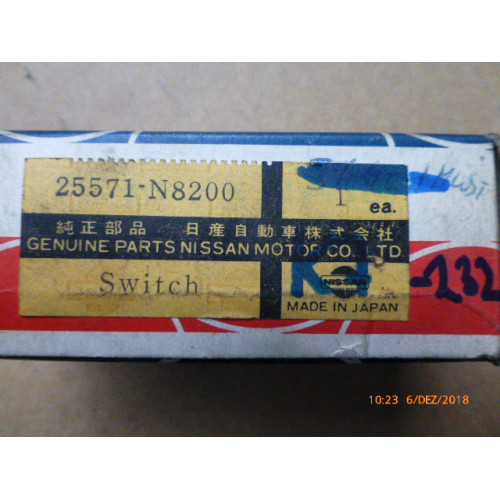 25571-N8200
1
ea.
純正部品 日産自動車株式会社
GENUINE PARTS NISSAN MOTOR CO. LTD.
Switch
NISSAN
MADE IN JAPAN
-232
10:23 6/DEZ/2018